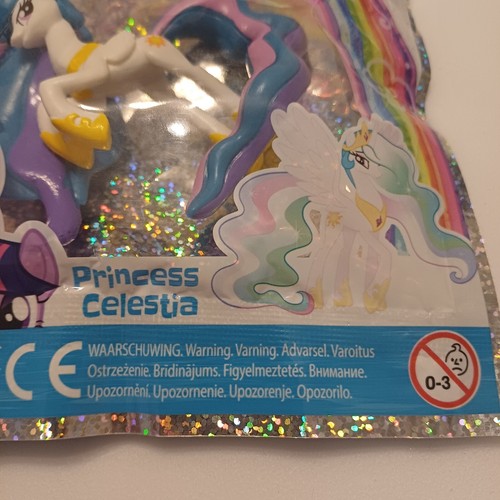 Princess
Celestia
CE
WAARSCHUWING. Warning. Varning. Advarsel. Varoitus
Ostrzeżenie. Brīdinājums. Figyelmeztetés. Внимание.
Upozornění. Upozornenie. Upozorenje. Opozorilo.
0-3